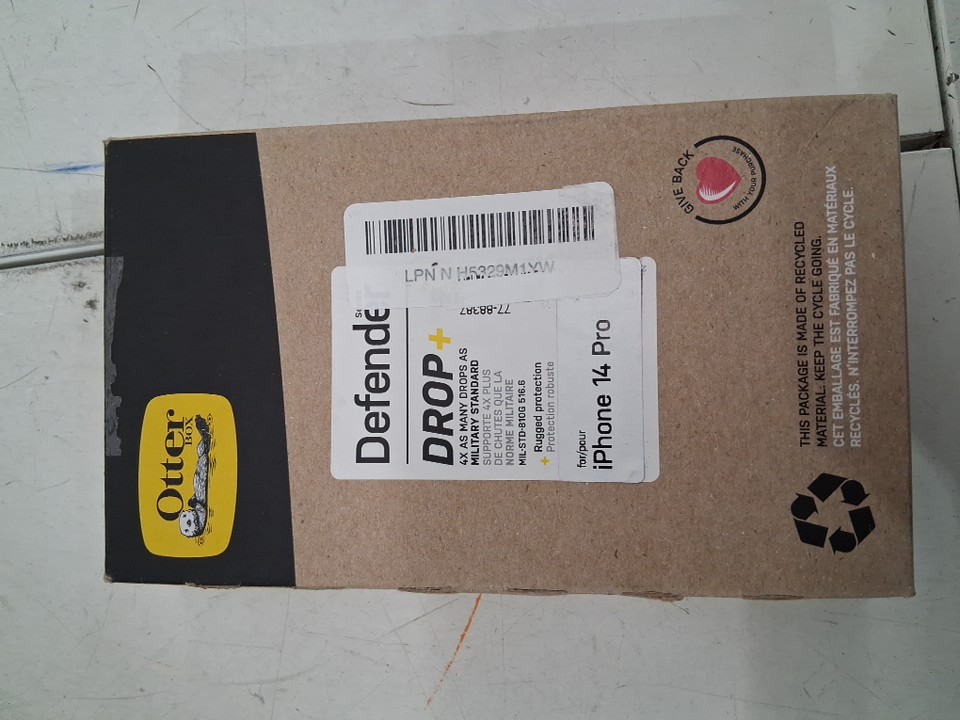 Otter
BOX
Defender
DROP+
4X AS MANY DROPS AS
MILITARY STANDARD
SUPPORTE 4X PLUS
DE CHUTES QUE LA
NORME MILITAIRE
MIL-STD-810G 516.6
+ Rugged protection
+ Protection robuste
77-88387
for/pour
iPhone 14 Pro
GIVE BACK
WITH YOUR PURCHASE
THIS PACKAGE IS MADE OF RECYCLED
MATERIAL. KEEP THE CYCLE GOING.
CET EMBALLAGE EST FABRIQUÉ EN MATÉRIAUX
RECYCLÉS. N'INTERROMPEZ PAS LE CYCLE.